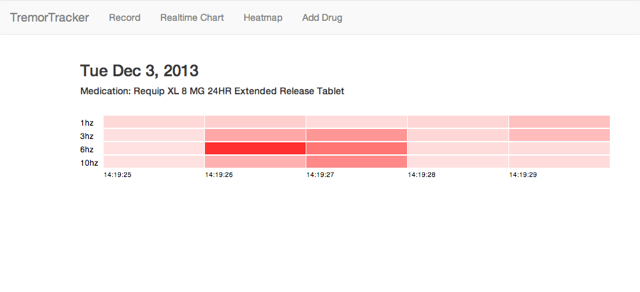 TremorTracker Record Realtime Chart Heatmap Add Drug
Tue Dec 3, 2013
Medication: Requip XL 8 MG 24HR Extended Release Tablet
1hz
3hz
6hz
10hz
14:19:25 14:19:26 14:19:27 14:19:28 14:19:29